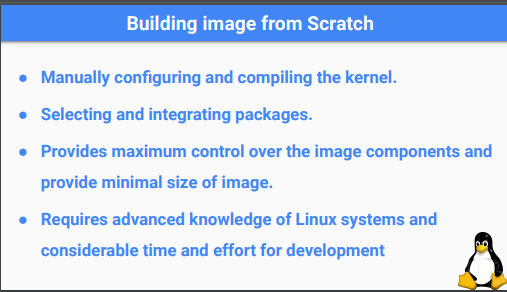 Building image from Scratch
● Manually configuring and compiling the kernel.
● Selecting and integrating packages.
● Provides maximum control over the image components and
provide minimal size of image.
● Requires advanced knowledge of Linux systems and
considerable time and effort for development